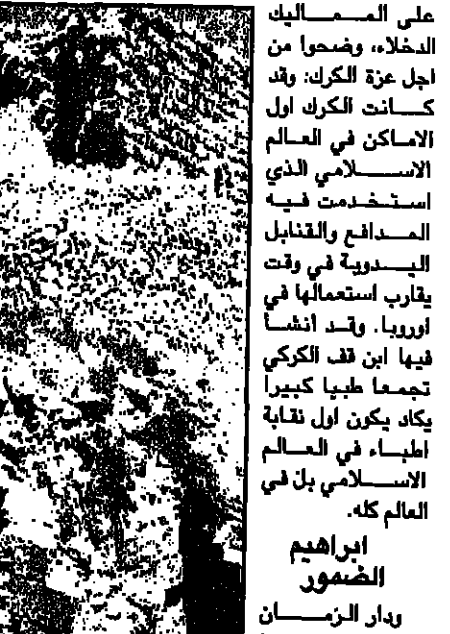 على المماليك
الدخلاء، وضحوا من
اجل عزة الكرك: وقد
كانت الكرك اول
الاماكن في العالم
الاسلامي الذي
استخدمت فيه
المدافع والقنابل
اليدوية في وقت
يقارب استعمالها في
اوروبا. وقد أنشأ
فيها ابن قف الكركي
تجمعا طبيا كبيرا
يكاد يكون اول نقابة
اطباء في العالم
الاسلامي بل في
العالم كله.
ابراهيم
الضمور
ودار الزمان